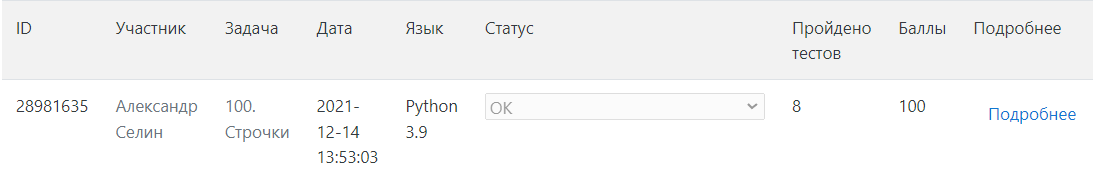 ID Участник Задача Дата Язык Статус Пройдено тестов Баллы Подробнее
28981635 Александр Селин 100. Строчки 2021-12-14 13:53:03 Python 3.9 OK 8 100 Подробнее